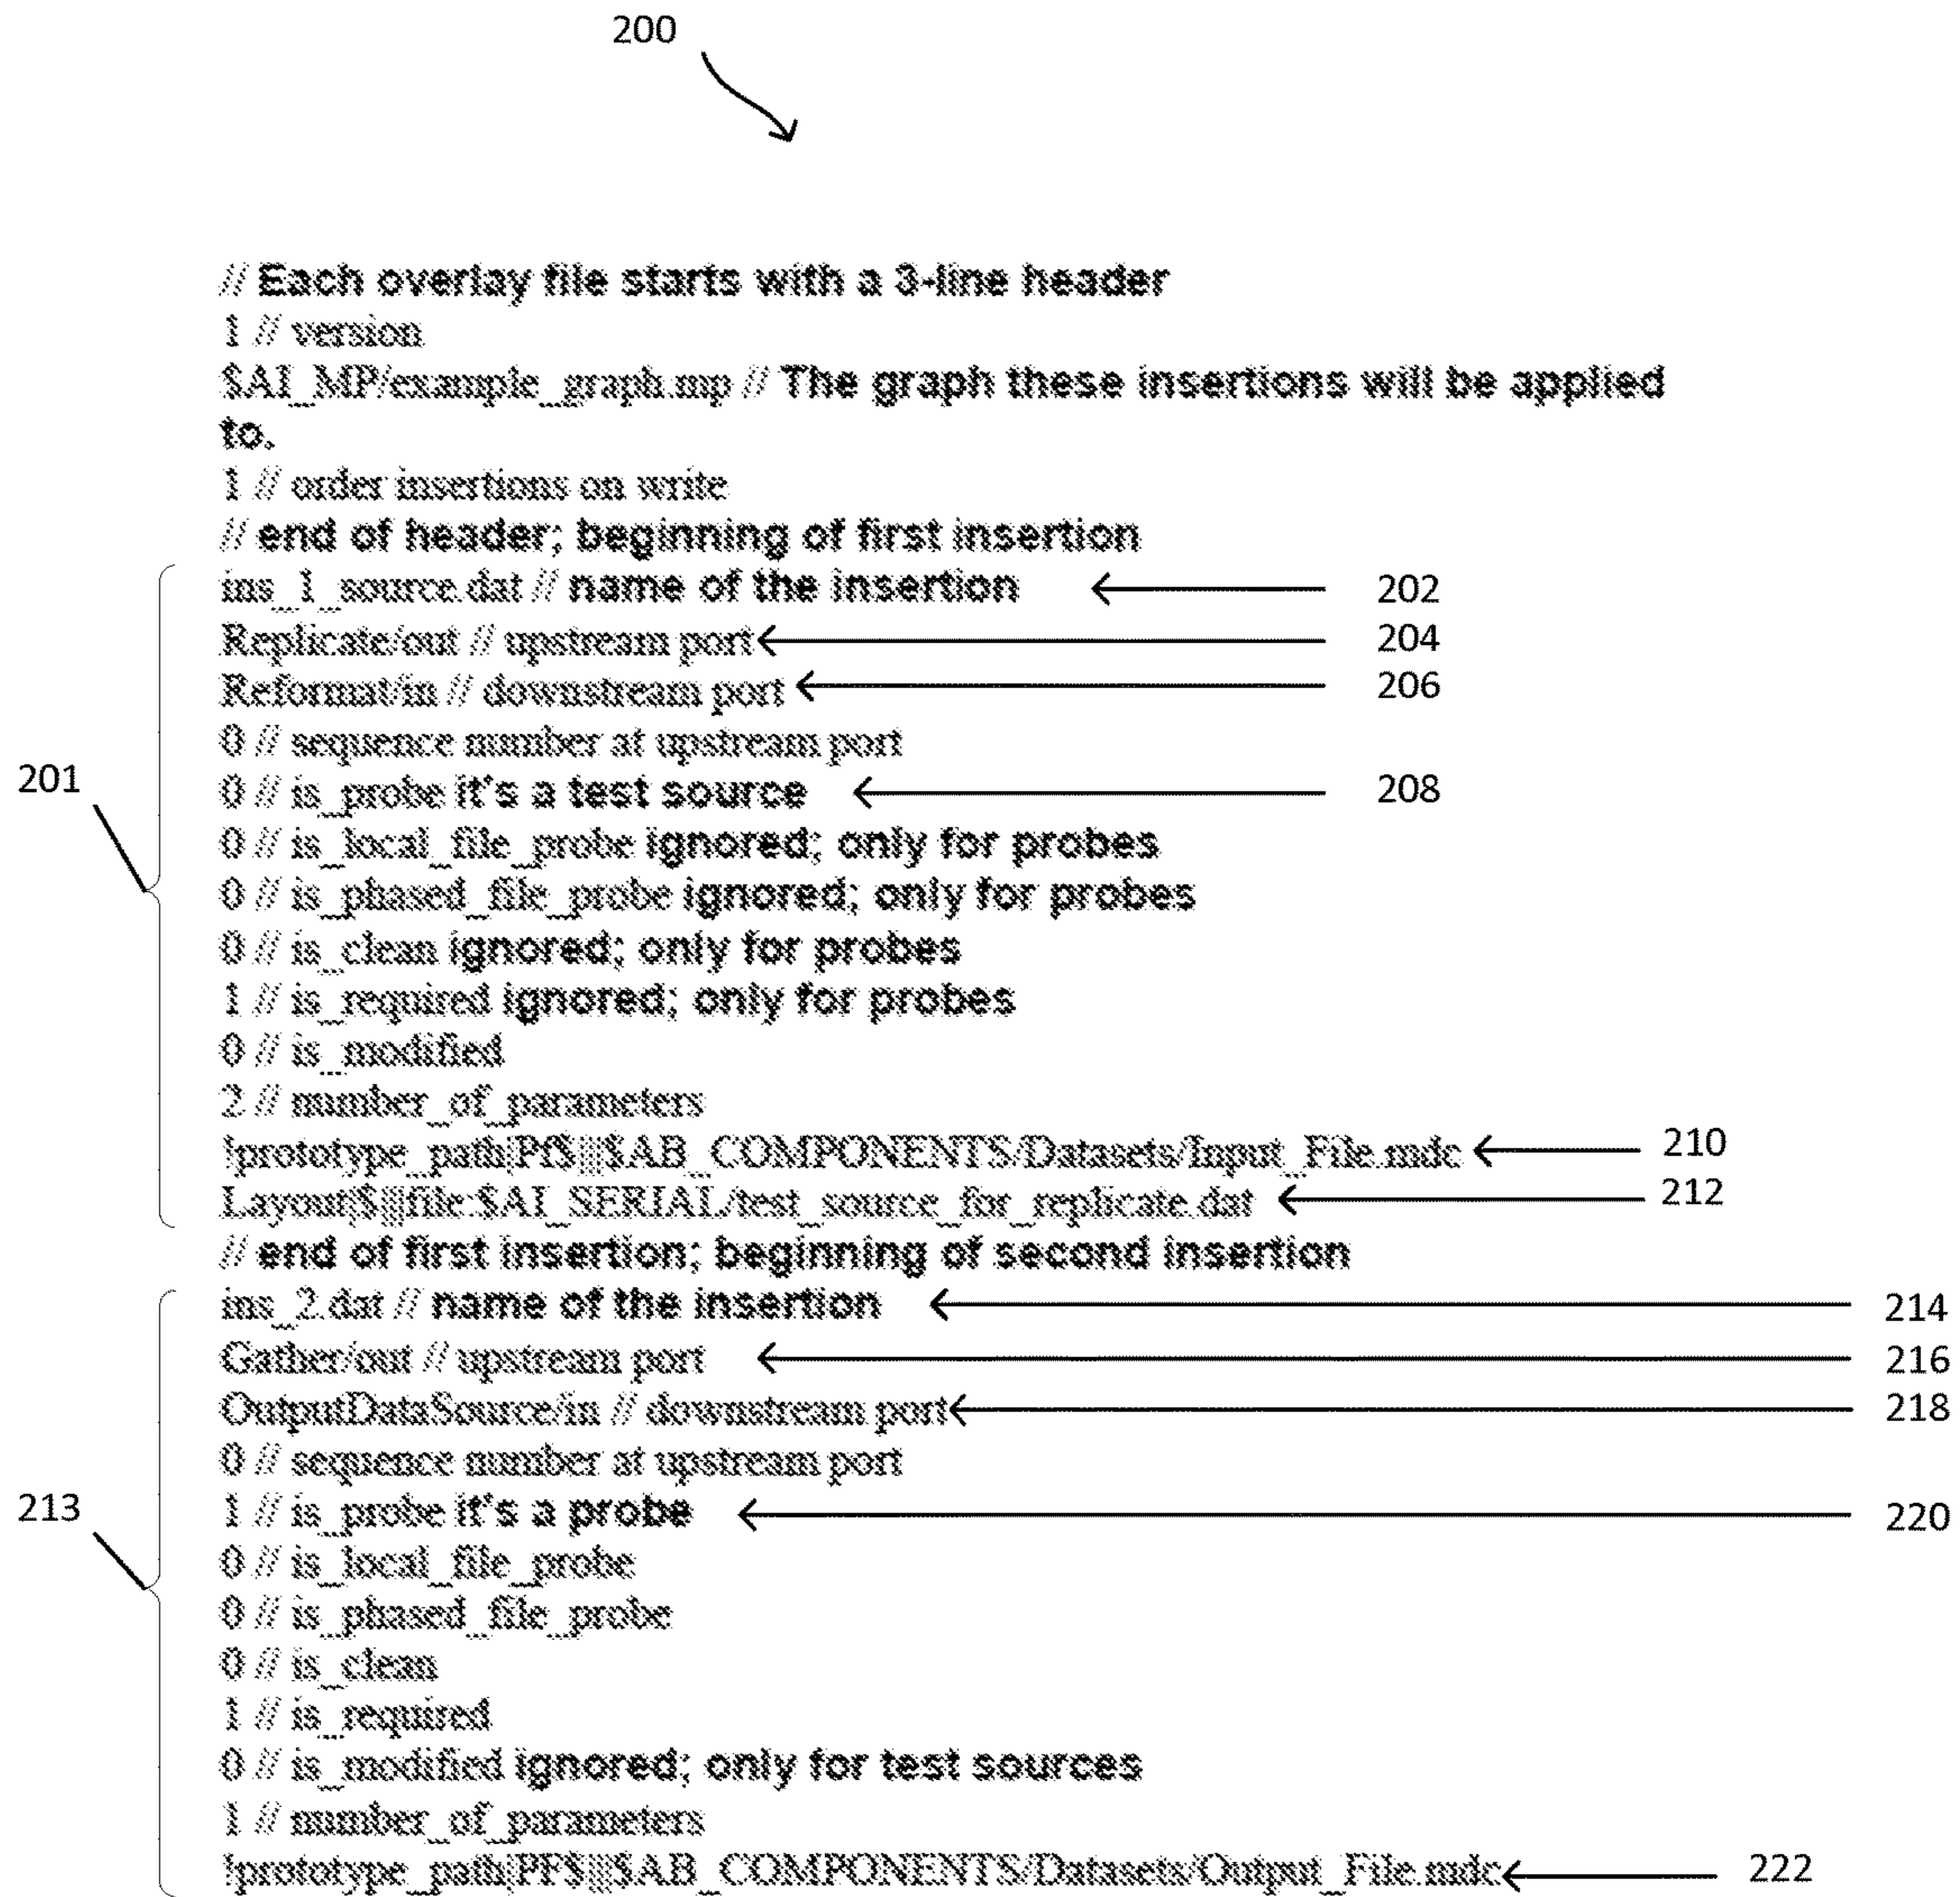 200
// Each overlay file starts with a 3-line header
1 // version
$AI_MP/example_graph.mp // The graph these insertions will be applied
to.
1 // order insertions on write
// end of header; beginning of first insertion
ins_1_source.dat // name of the insertion 202
Replicate/out // upstream port 204
Reformat/in // downstream port 206
0 // sequence number at upstream port
201
0 // is_probe it's a test source 208
0 // is_local_file_probe ignored; only for probes
0 // is_phased_file_probe ignored; only for probes
0 // is_clean ignored; only for probes
1 // is_required ignored; only for probes
0 // is_modified
2 // number_of_parameters
!prototype_path|Pf$|||$AB_COMPONENTS/Datasets/Input_File.mdc 210
Layout|$|||file:$AI_SERIAL/test_source_for_replicate.dat 212
// end of first insertion; beginning of second insertion
ins_2.dat // name of the insertion 214
Gather/out // upstream port 216
OutputDataSource/in // downstream port 218
0 // sequence number at upstream port
213
1 // is_probe it's a probe 220
0 // is_local_file_probe
0 // is_phased_file_probe
0 // is_clean
1 // is_required
0 // is_modified ignored; only for test sources
1 // number_of_parameters
!prototype_path|PF$|||$AB_COMPONENTS/Datasets/Output_File.mdc 222